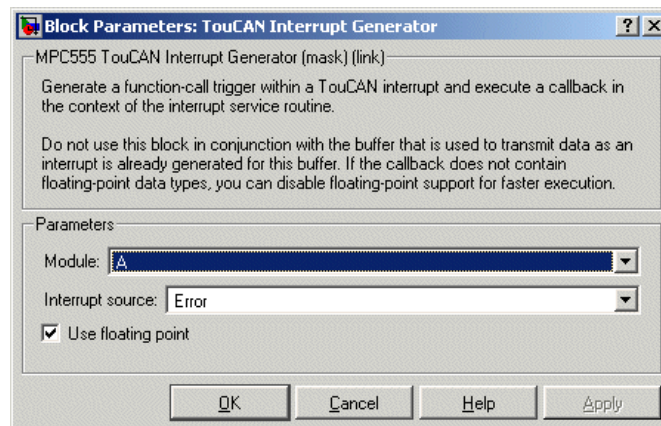 Block Parameters: TouCAN Interrupt Generator
MPC555 TouCAN Interrupt Generator (mask) (link)
Generate a function-call trigger within a TouCAN interrupt and execute a callback in
the context of the interrupt service routine.
Do not use this block in conjunction with the buffer that is used to transmit data as an
interrupt is already generated for this buffer. If the callback does not contain
floating-point data types, you can disable floating-point support for faster execution.
Parameters
Module: A
Interrupt source: Error
Use floating point
OK Cancel Help Apply